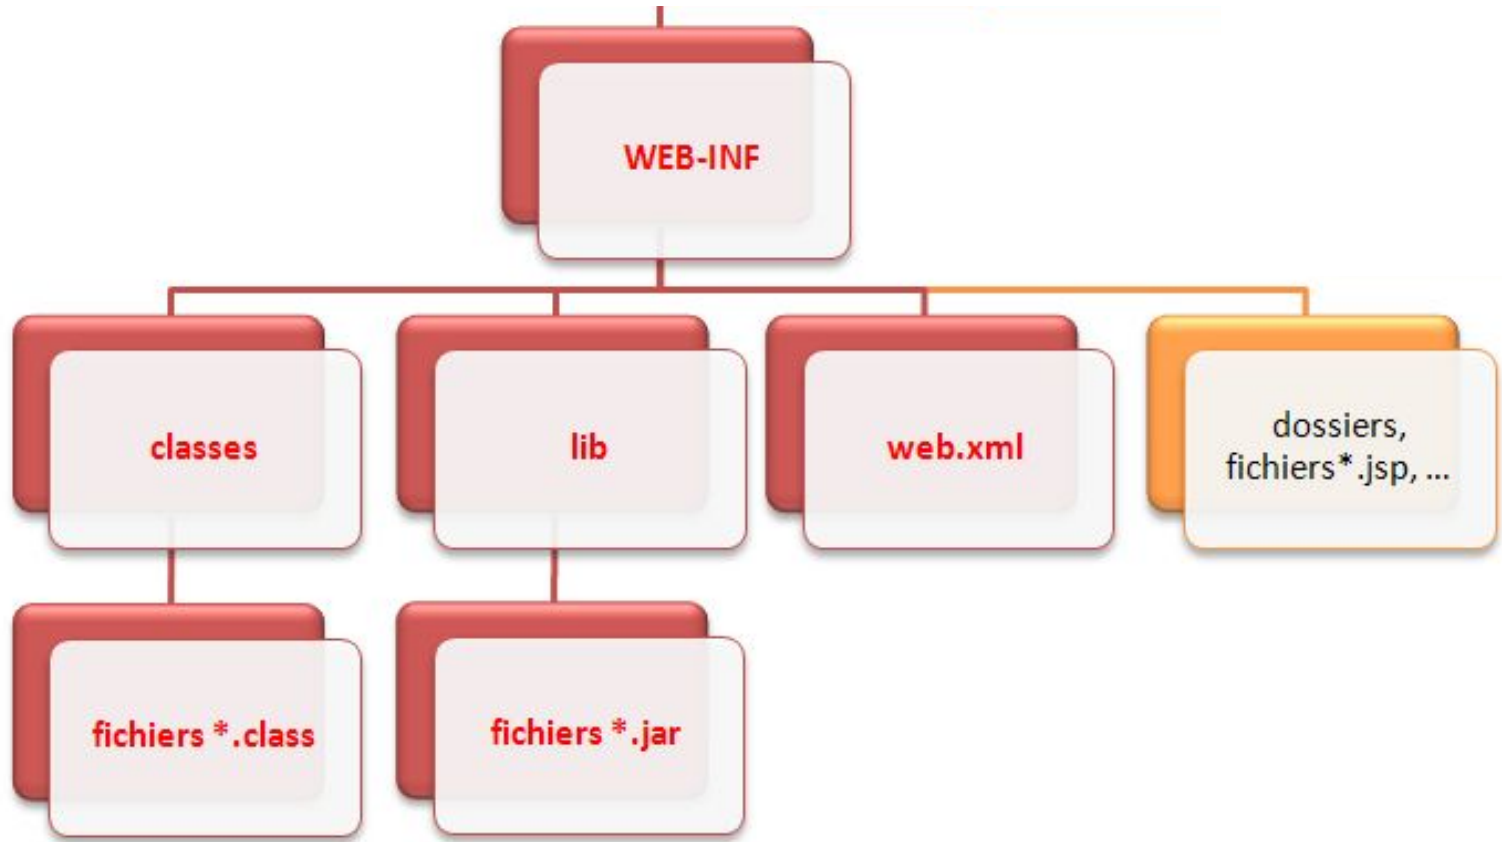 WEB-INF
classes
lib
web.xml
dossiers,
fichiers*.jsp, ...
fichiers *.class
fichiers *.jar